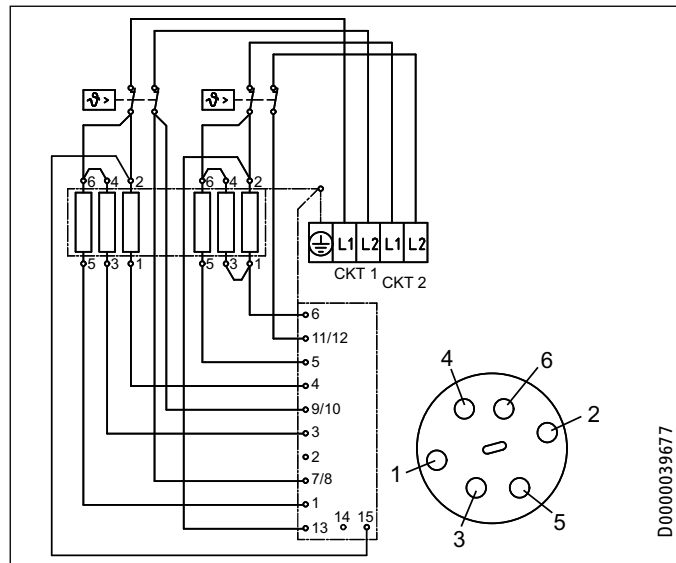 ϑ > ϑ >
6 4 2 6 4 2
L1 L2 L1 L2
CKT 1 CKT 2
5 3 1 5 3 1
6
11/12
5
4
9/10
3
2
7/8
1
13 14 15
4 6
2
1
3 5
D0000039677